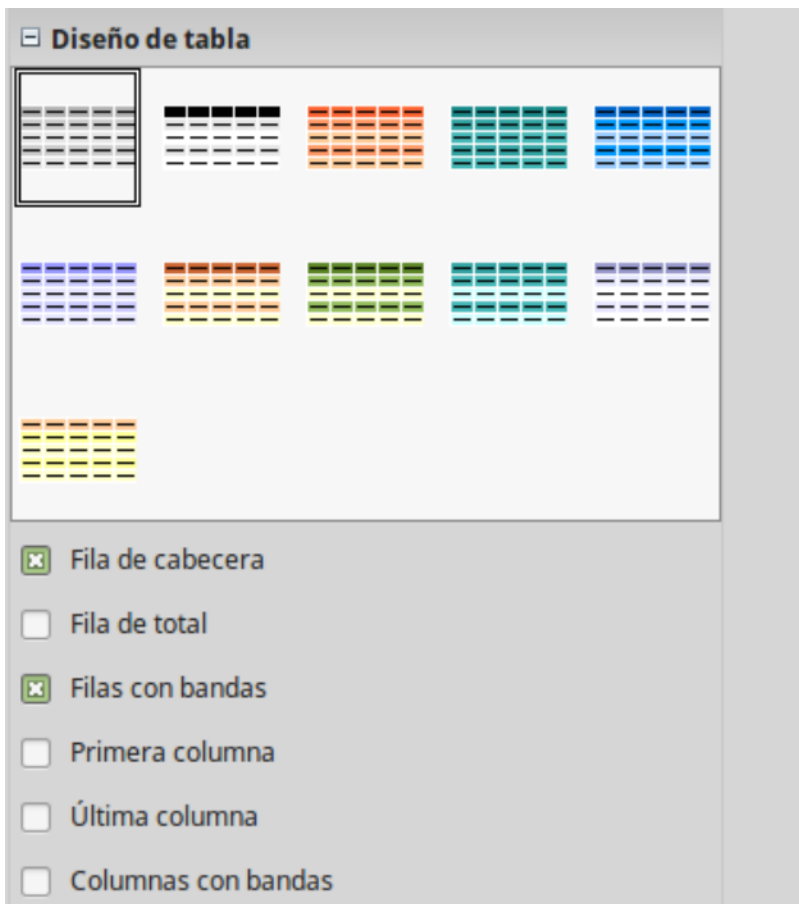 Diseño de tabla
Fila de cabecera
Fila de total
Filas con bandas
Primera columna
Última columna
Columnas con bandas